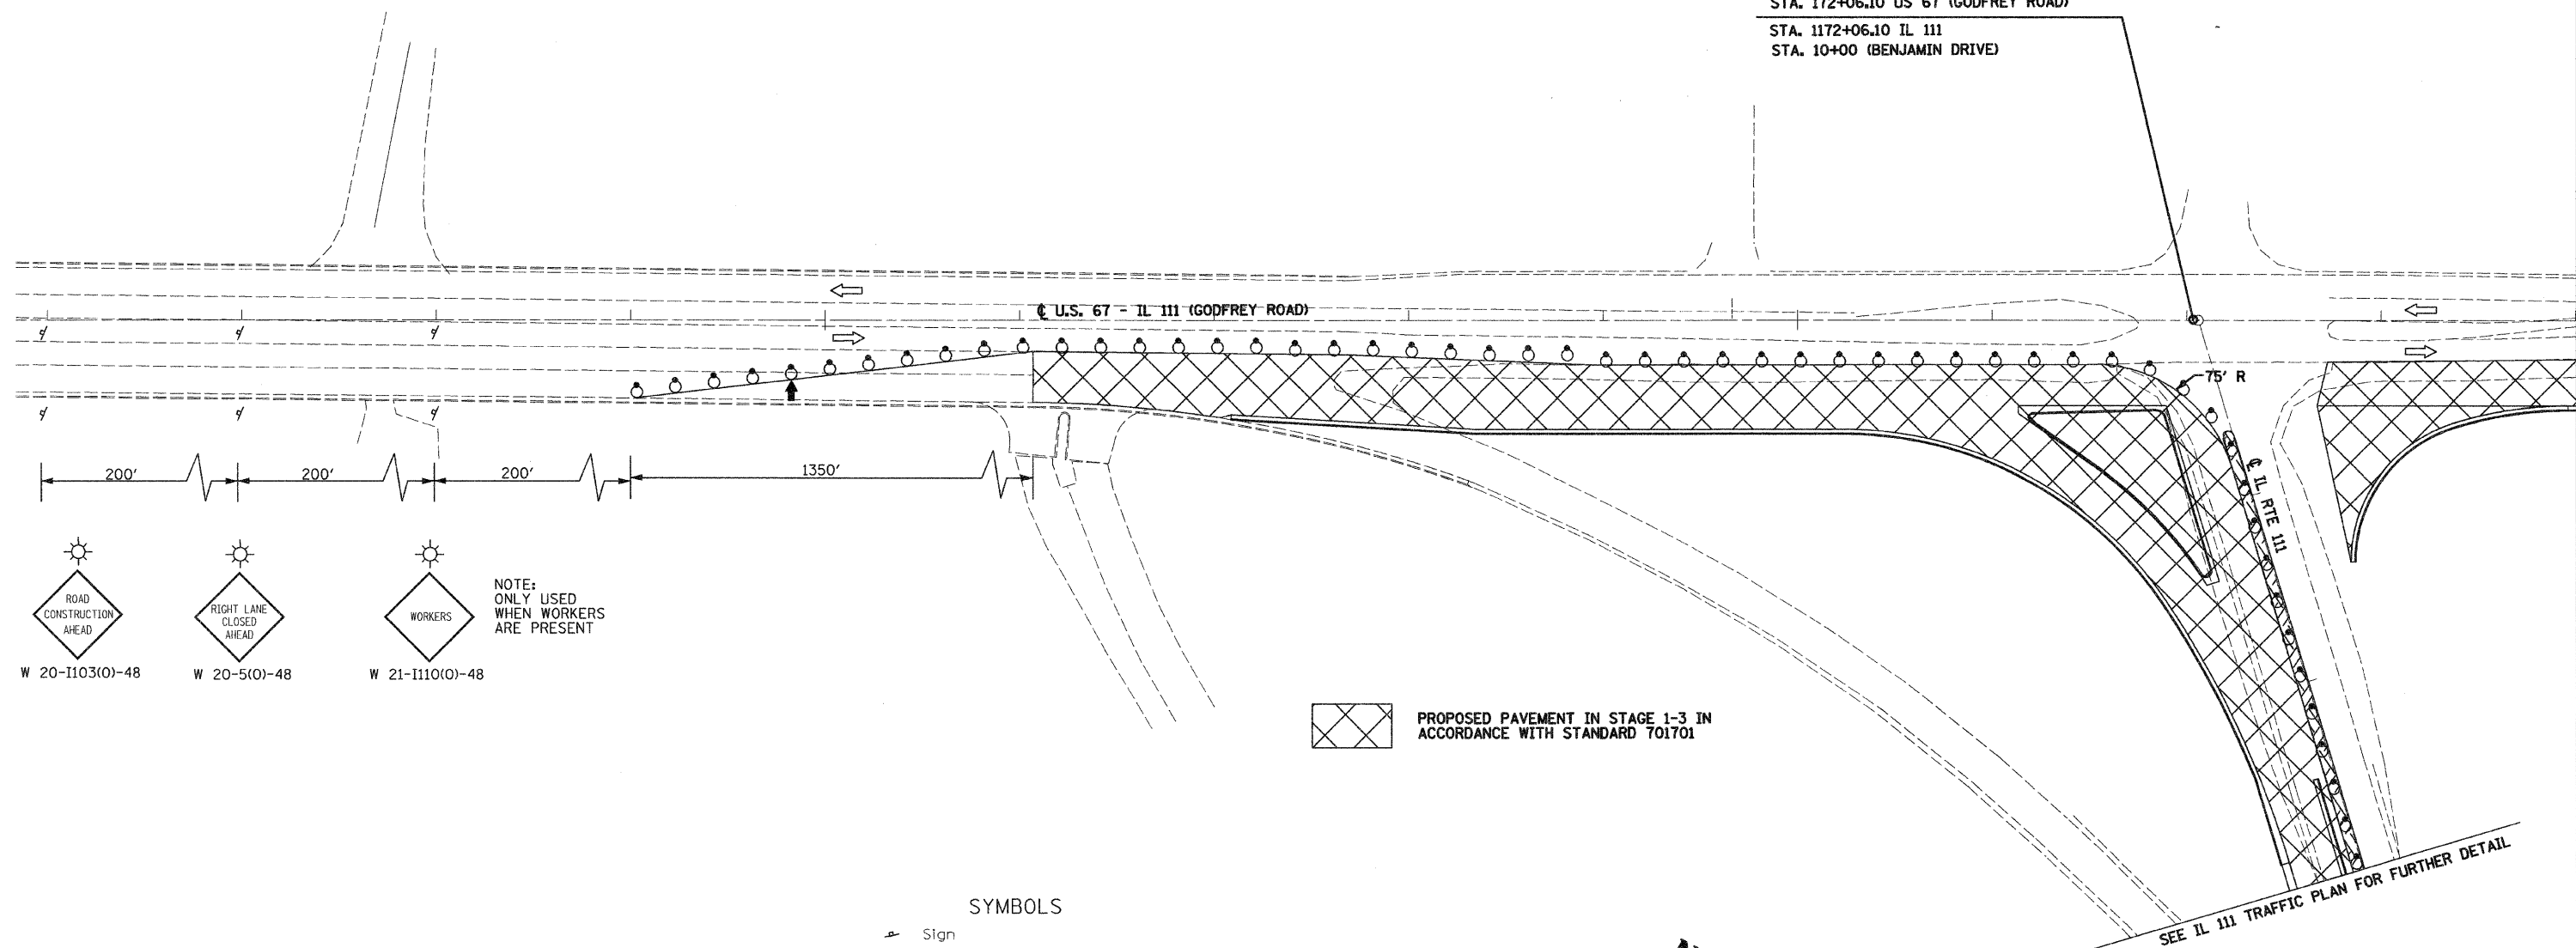 STA. 172+06.10 US 67 (GODFREY ROAD)
STA. 1172+06.10 IL 111
STA. 10+00 (BENJAMIN DRIVE)
℄ U.S. 67 - IL 111 (GODFREY ROAD)
75' R
℄ IL RTE 111
200'
200'
200'
1350'
ROAD
CONSTRUCTION
AHEAD
W 20-I103(O)-48
RIGHT LANE
CLOSED
AHEAD
W 20-5(O)-48
WORKERS
W 21-I110(O)-48
NOTE:
ONLY USED
WHEN WORKERS
ARE PRESENT
PROPOSED PAVEMENT IN STAGE 1-3 IN
ACCORDANCE WITH STANDARD 701701
SEE IL 111 TRAFFIC PLAN FOR FURTHER DETAIL
SYMBOLS
Sign